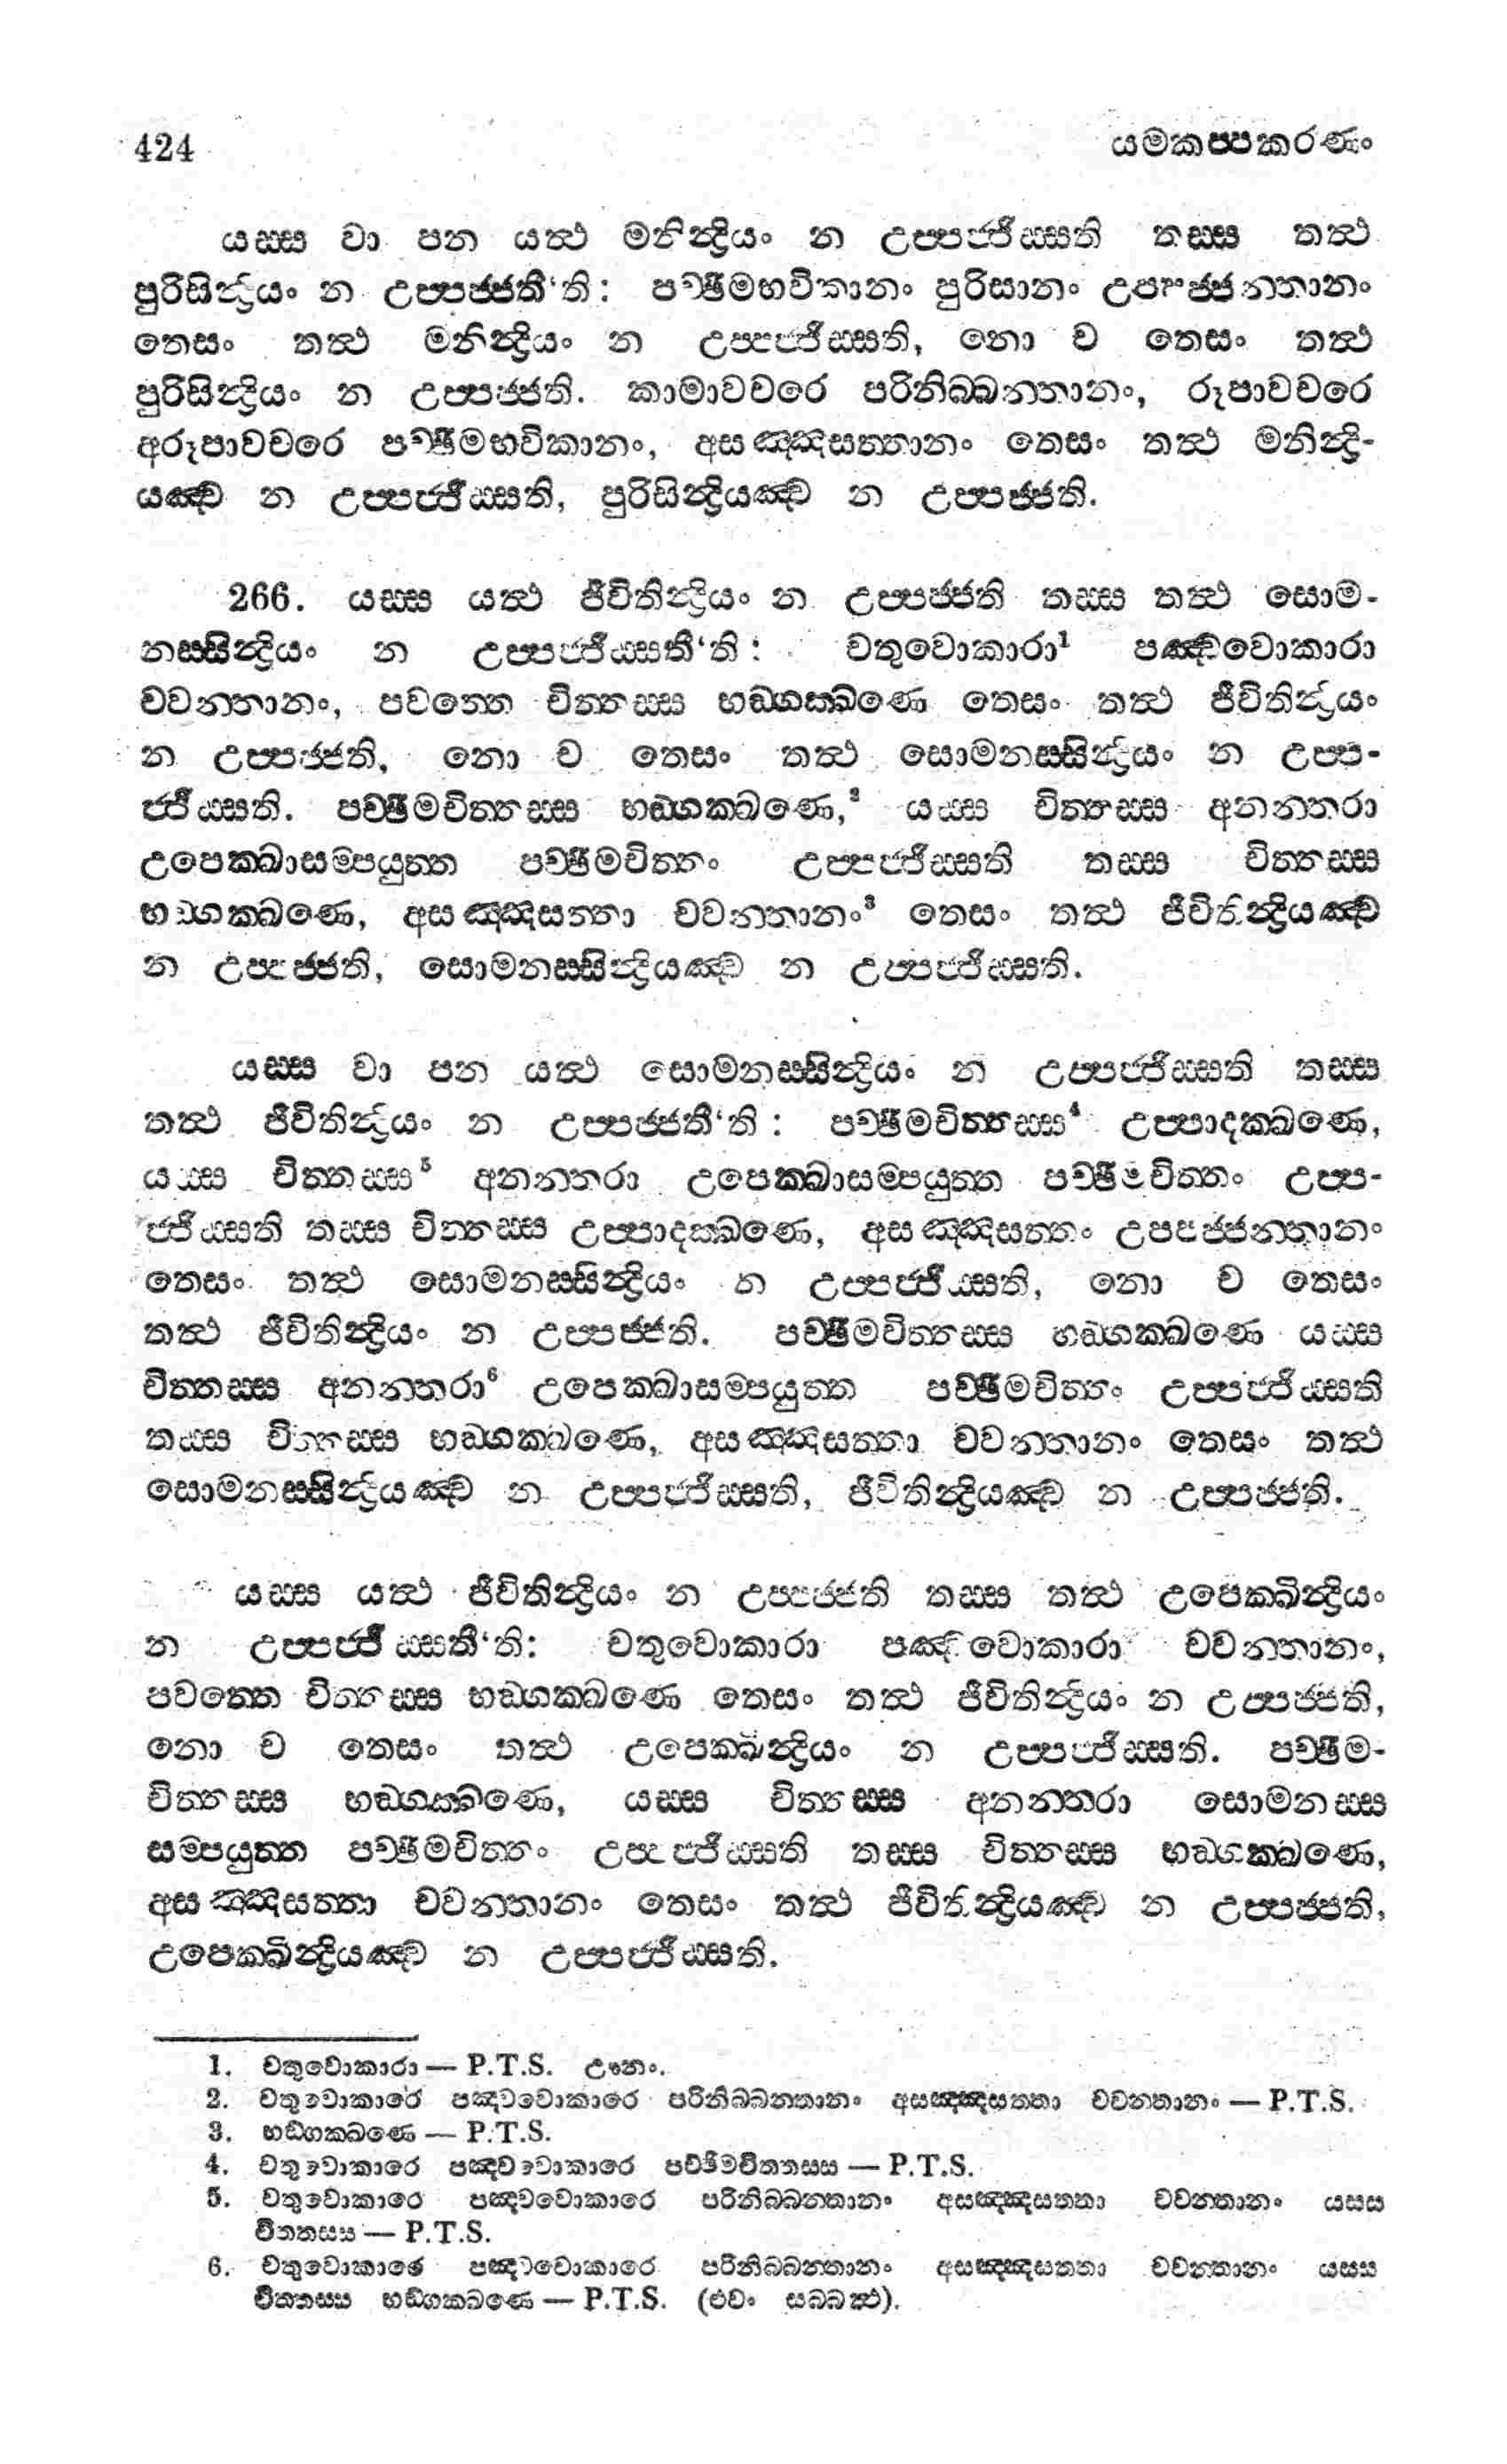 424 යමකප්පකරණං
යස්ස වා පන යත්ථ මනින්ද්‍රියං න උප්පජ්ජිස්සති තස්ස තත්ථ
පුරිසින්ද්‍රියං න උප්පජ්ජතී‘ති: පච්ඡිමභවිකානං පුරිසානං උපපජ්ජන්තානං
තෙසං තත්ථ මනින්ද්‍රියං න උප්පජ්ජිස්සති, නො ච තෙසං තත්ථ
පුරිසින්ද්‍රියං න උප්පජ්ජති. කාමාවචරෙ පරිනිබ්බන්තානං, රූපාවචරෙ
අරූපාවචරෙ පච්ඡිමභවිකානං, අසඤ්ඤසත්තානං තෙසං තත්ථ මනින්ද්‍රි-
යඤ්ච න උප්පජ්ජිස්සති, පුරිසින්ද්‍රියඤ්ච න උප්පජ්ජති.
266. යස්ස යත්ථ ජීවිතින්ද්‍රියං න උප්පජ්ජති තස්ස තත්ථ සොම-
නස්සින්ද්‍රියං න උප්පජ්ජිස්සතී‘ති: චතුවොකාරා¹ පඤ්චවොකාරා
චවන්තානං, පවත්තෙ චිත්තස්ස භඞ්ගක්ඛණෙ තෙසං තත්ථ ජීවිතින්ද්‍රියං
න උප්පජ්ජති, නො ච තෙසං තත්ථ සොමනස්සින්ද්‍රියං න උප්ප-
ජ්ජිස්සති. පච්ඡිමචිත්තස්ස භඞ්ගක්ඛණෙ,² යස්ස චිත්තස්ස අනන්තරා
උපෙක්ඛාසම්පයුත්ත පච්ඡිමචිත්තං උප්පජ්ජිස්සති තස්ස චිත්තස්ස
භඞ්ගක්ඛණෙ, අසඤ්ඤසත්තා චවන්තානං³ තෙසං තත්ථ ජීවිතින්ද්‍රියඤ්ච
න උප්පජ්ජති, සොමනස්සින්ද්‍රියඤ්ච න උප්පජ්ජිස්සති.
යස්ස වා පන යත්ථ සොමනස්සින්ද්‍රියං න උප්පජ්ජිස්සති තස්ස
තත්ථ ජීවිතින්ද්‍රියං න උප්පජ්ජතී‘ති: පච්ඡිමචිත්තස්ස⁴ උප්පාදක්ඛණෙ,
යස්ස චිත්තස්ස⁵ අනන්තරා උපෙක්ඛාසම්පයුත්ත පච්ඡිමචිත්තං උප්ප-
ජ්ජිස්සති තස්ස චිත්තස්ස උප්පාදක්ඛණෙ, අසඤ්ඤසත්තං උපපජ්ජන්තානං
තෙසං තත්ථ සොමනස්සින්ද්‍රියං න උප්පජ්ජිස්සති, නො ච තෙසං
තත්ථ ජීවිතින්ද්‍රියං න උප්පජ්ජති. පච්ඡිමචිත්තස්ස භඞ්ගක්ඛණෙ යස්ස
චිත්තස්ස අනන්තරා⁶ උපෙක්ඛාසම්පයුත්ත පච්ඡිමචිත්තං උප්පජ්ජිස්සති
තස්ස චිත්තස්ස භඞ්ගක්ඛණෙ, අසඤ්ඤසත්තා චවන්තානං තෙසං තත්ථ
සොමනස්සින්ද්‍රියඤ්ච න උප්පජ්ජිස්සති, ජීවිතින්ද්‍රියඤ්ච න උප්පජ්ජති.
යස්ස යත්ථ ජීවිතින්ද්‍රියං න උප්පජ්ජති තස්ස තත්ථ උපෙක්ඛින්ද්‍රියං
න උප්පජ්ජිස්සතී‘ති: චතුවොකාරා පඤ්චවොකාරා චවන්තානං,
පවත්තෙ චිත්තස්ස භඞ්ගක්ඛණෙ තෙසං තත්ථ ජීවිතින්ද්‍රියං න උප්පජ්ජති,
නො ච තෙසං තත්ථ උපෙක්ඛින්ද්‍රියං න උප්පජ්ජිස්සති. පච්ඡිම-
චිත්තස්ස භඞ්ගක්ඛණෙ, යස්ස චිත්තස්ස අනන්තරා සොමනස්ස
සම්පයුත්ත පච්ඡිමචිත්තං උප්පජ්ජිස්සති තස්ස චිත්තස්ස භඞ්ගක්ඛණෙ,
අසඤ්ඤසත්තා චවන්තානං තෙසං තත්ථ ජීවිතින්ද්‍රියඤ්ච න උප්පජ්ජති,
උපෙක්ඛින්ද්‍රියඤ්ච න උප්පජ්ජිස්සති.
1. චතුවොකාරා — P.T.S. ඌනං.
2. චතුවොකාරෙ පඤ්චවොකාරෙ පරිනිබ්බන්තානං අසඤ්ඤසත්තා චවන්තානං — P.T.S.
3. භඞ්ගක්ඛණෙ — P.T.S.
4. චතුවොකාරෙ පඤ්චවොකාරෙ පච්ඡිමචිත්තස්ස — P.T.S.
5. චතුවොකාරෙ පඤ්චවොකාරෙ පරිනිබ්බන්තානං අසඤ්ඤසත්තා චවන්තානං යස්ස
චිත්තස්ස — P.T.S.
6. චතුවොකාරෙ පඤ්චවොකාරෙ පරිනිබ්බන්තානං අසඤ්ඤසත්තා චවන්තානං යස්ස
චිත්තස්ස භඞ්ගක්ඛණෙ — P.T.S. (එවං සබ්බත්ථ).